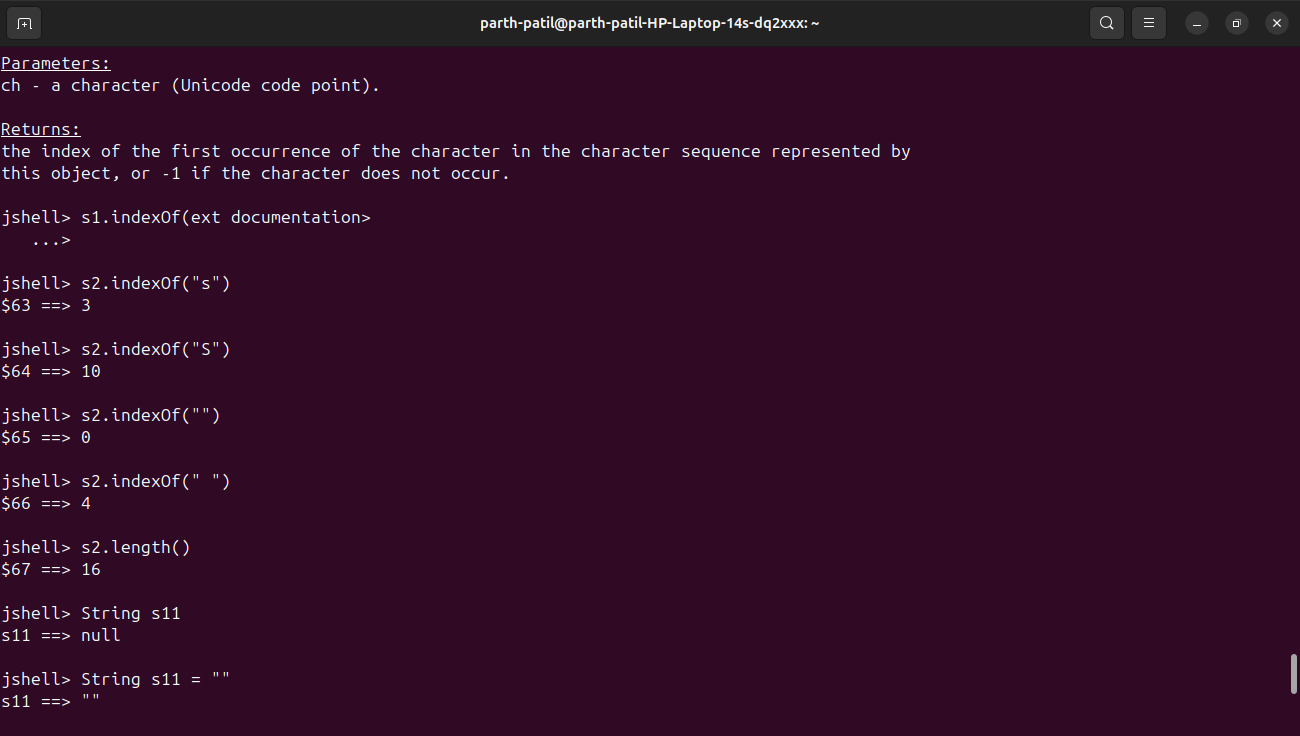 parth-patil@parth-patil-HP-Laptop-14s-dq2xxx: ~
Parameters:
ch - a character (Unicode code point).
Returns:
the index of the first occurrence of the character in the character sequence represented by
this object, or -1 if the character does not occur.
jshell> s1.indexOf(ext documentation>
   ...>
jshell> s2.indexOf("s")
$63 ==> 3
jshell> s2.indexOf("S")
$64 ==> 10
jshell> s2.indexOf("")
$65 ==> 0
jshell> s2.indexOf(" ")
$66 ==> 4
jshell> s2.length()
$67 ==> 16
jshell> String s11
s11 ==> null
jshell> String s11 = ""
s11 ==> ""